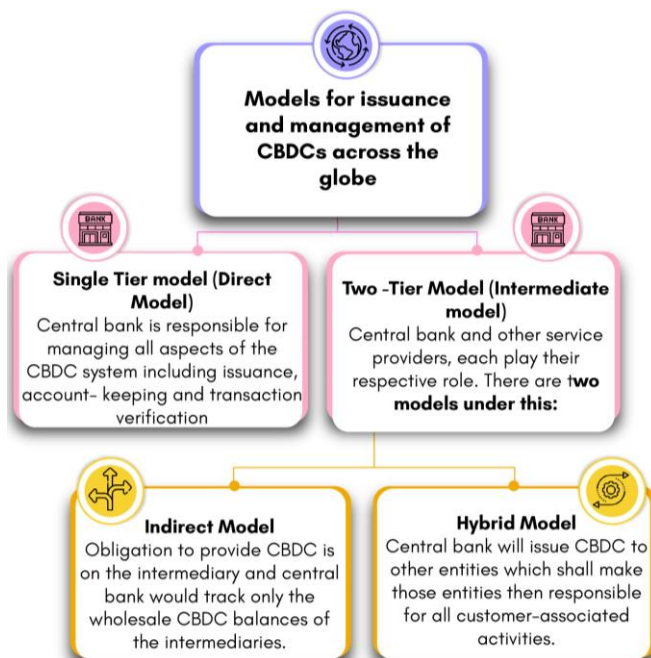 Models for issuance
and management of
CBDCs across the
globe
BANK
BANK
Single Tier model (Direct
Model)
Central bank is responsible for
managing all aspects of the
CBDC system including issuance,
account- keeping and transaction
verification
Two -Tier Model (Intermediate
model)
Central bank and other service
providers, each play their
respective role. There are two
models under this:
Indirect Model
Obligation to provide CBDC is
on the intermediary and central
bank would track only the
wholesale CBDC balances of
the intermediaries.
Hybrid Model
Central bank will issue CBDC to
other entities which shall make
those entities then responsible
for all customer-associated
activities.